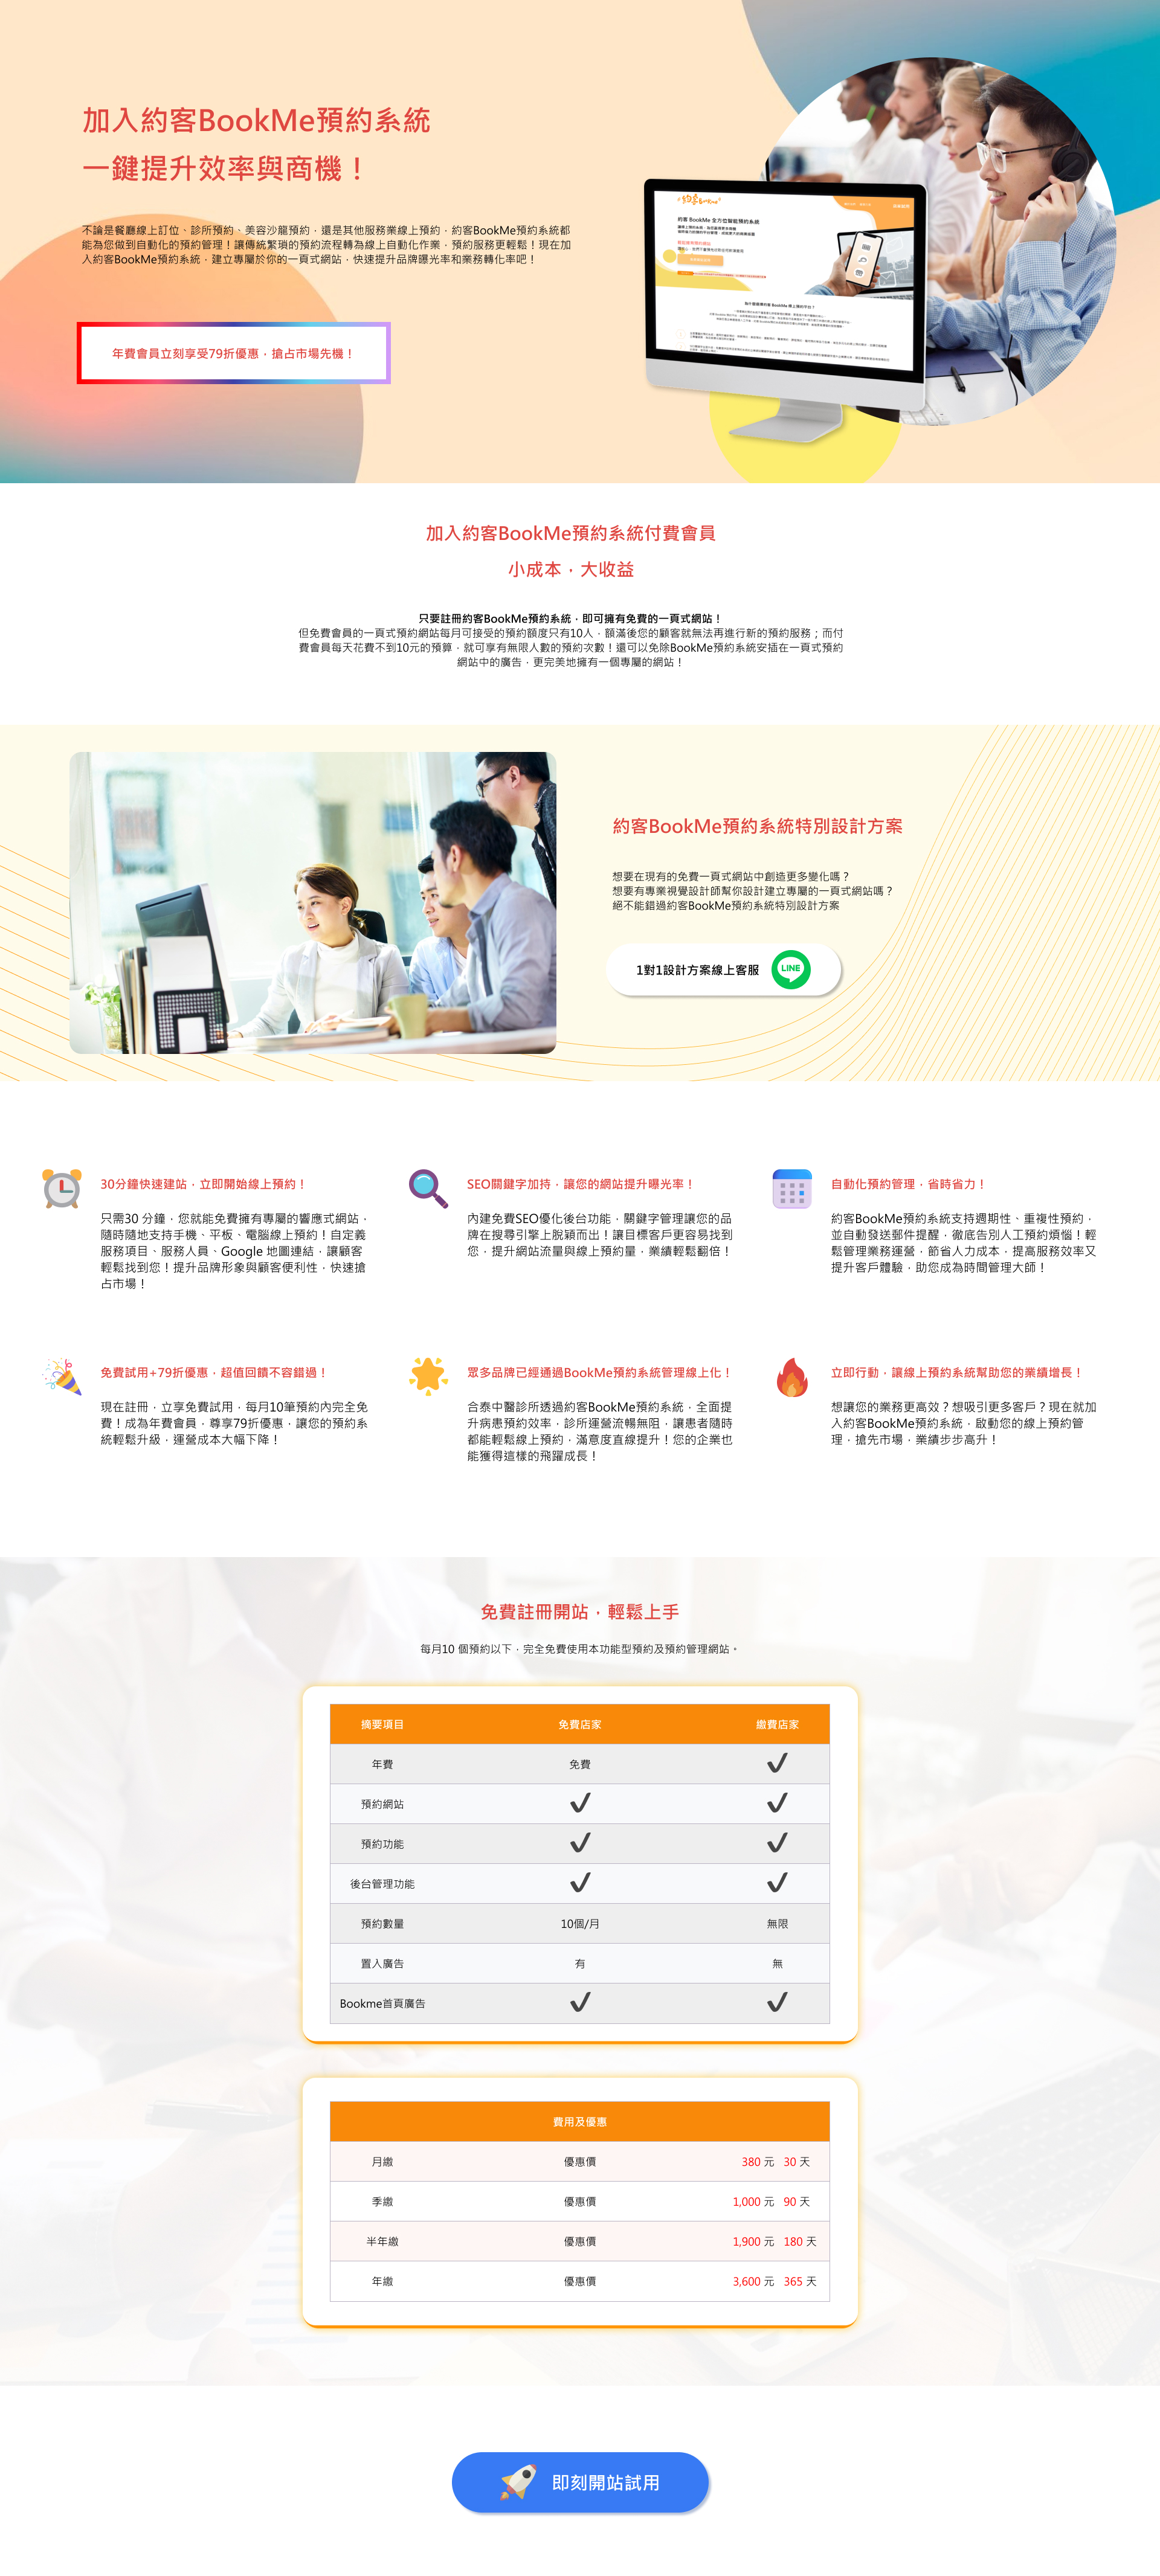 加入約客BookMe預約系統
一鍵提升效率與商機！
不論是餐廳線上訂位、診所預約、美容沙龍預約，還是其他服務業線上預約，約客BookMe預約系統都
能為您做到自動化的預約管理！讓傳統繁瑣的預約流程轉為線上自動化作業，預約服務更輕鬆！現在加
入約客BookMe預約系統，建立專屬於你的一頁式網站，快速提升品牌曝光率和業務轉化率吧！
年費會員立刻享受79折優惠，搶占市場先機！
約客 BookMe 全方位智能預約系統
加入約客BookMe預約系統付費會員
小成本，大收益
只要註冊約客BookMe預約系統，即可擁有免費的一頁式網站！
但免費會員的一頁式預約網站每月可接受的預約額度只有10人，額滿後您的顧客就無法再進行新的預約服務；而付
費會員每天花費不到10元的預算，就可享有無限人數的預約次數！還可以免除BookMe預約系統安插在一頁式預約
網站中的廣告，更完美地擁有一個專屬的網站！
約客BookMe預約系統特別設計方案
想要在現有的免費一頁式網站中創造更多變化嗎？
想要有專業視覺設計師幫你設計建立專屬的一頁式網站嗎？
絕不能錯過約客BookMe預約系統特別設計方案
1對1設計方案線上客服 LINE
30分鐘快速建站，立即開始線上預約！
只需30 分鐘，您就能免費擁有專屬的響應式網站，
隨時隨地支持手機、平板、電腦線上預約！自定義
服務項目、服務人員、Google 地圖連結，讓顧客
輕鬆找到您！提升品牌形象與顧客便利性，快速搶
占市場！
SEO關鍵字加持，讓您的網站提升曝光率！
內建免費SEO優化後台功能，關鍵字管理讓您的品
牌在搜尋引擎上脫穎而出！讓目標客戶更容易找到
您，提升網站流量與線上預約量，業績輕鬆翻倍！
自動化預約管理，省時省力！
約客BookMe預約系統支持週期性、重複性預約，
並自動發送郵件提醒，徹底告別人工預約煩惱！輕
鬆管理業務運營，節省人力成本，提高服務效率又
提升客戶體驗，助您成為時間管理大師！
免費試用+79折優惠，超值回饋不容錯過！
現在註冊，立享免費試用，每月10筆預約內完全免
費！成為年費會員，尊享79折優惠，讓您的預約系
統輕鬆升級，運營成本大幅下降！
眾多品牌已經通過BookMe預約系統管理線上化！
合泰中醫診所透過約客BookMe預約系統，全面提
升病患預約效率，診所運營流暢無阻，讓患者隨時
都能輕鬆線上預約，滿意度直線提升！您的企業也
能獲得這樣的飛躍成長！
立即行動，讓線上預約系統幫助您的業績增長！
想讓您的業務更高效？想吸引更多客戶？現在就加
入約客BookMe預約系統，啟動您的線上預約管
理，搶先市場，業績步步高升！
免費註冊開站，輕鬆上手
每月10 個預約以下，完全免費使用本功能型預約及預約管理網站。
摘要項目 免費店家 繳費店家
年費 免費 ✔
預約網站 ✔ ✔
預約功能 ✔ ✔
後台管理功能 ✔ ✔
預約數量 10個/月 無限
置入廣告 有 無
Bookme首頁廣告 ✔ ✔
費用及優惠
月繳 優惠價 380 元 30 天
季繳 優惠價 1,000 元 90 天
半年繳 優惠價 1,900 元 180 天
年繳 優惠價 3,600 元 365 天
即刻開站試用